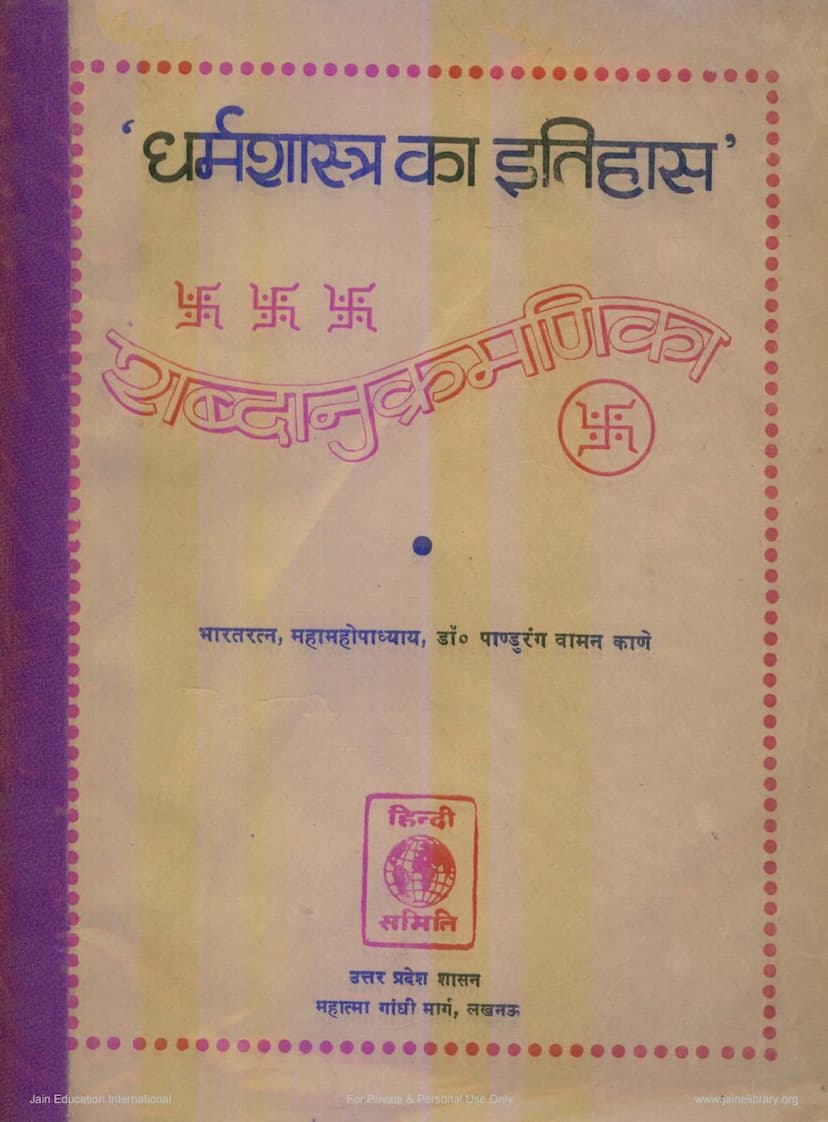 ‘धर्मशास्त्र का इतिहास’
शब्दानुक्रमणिका
भारतरत्न, महामहोपाध्याय, डॉ० पाण्डुरंग वामन काणे
हिन्दी
समिति
उत्तर प्रदेश शासन
महात्मा गांधी मार्ग, लखनऊ
Jain Education International
For Private & Personal Use Only
www.jainelibrary.org